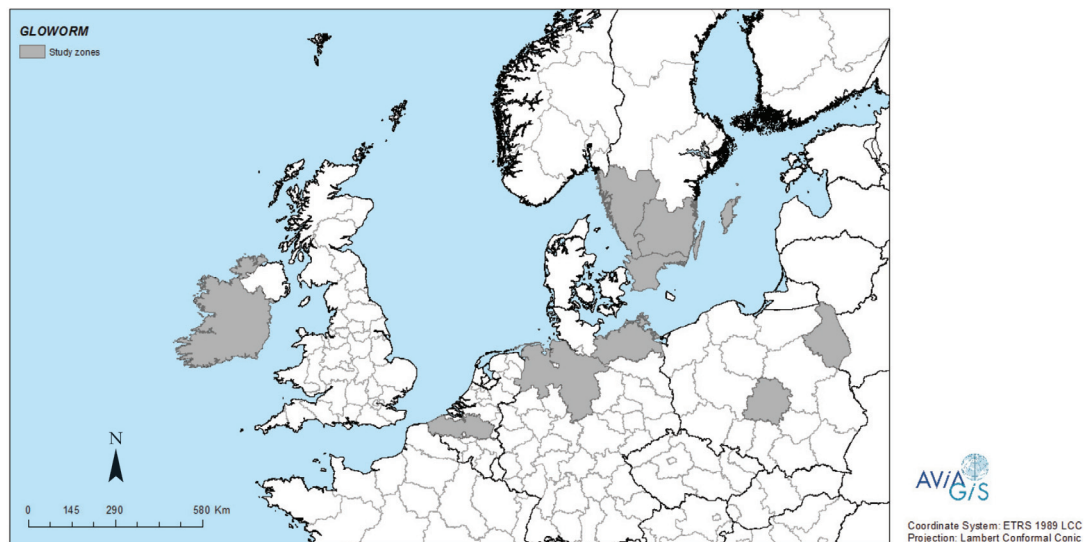 GLOWORM
Study zones
N
0 145 290 580 Km
AViA
GiS
Coordinate System: ETRS 1989 LCC
Projection: Lambert Conformal Conic